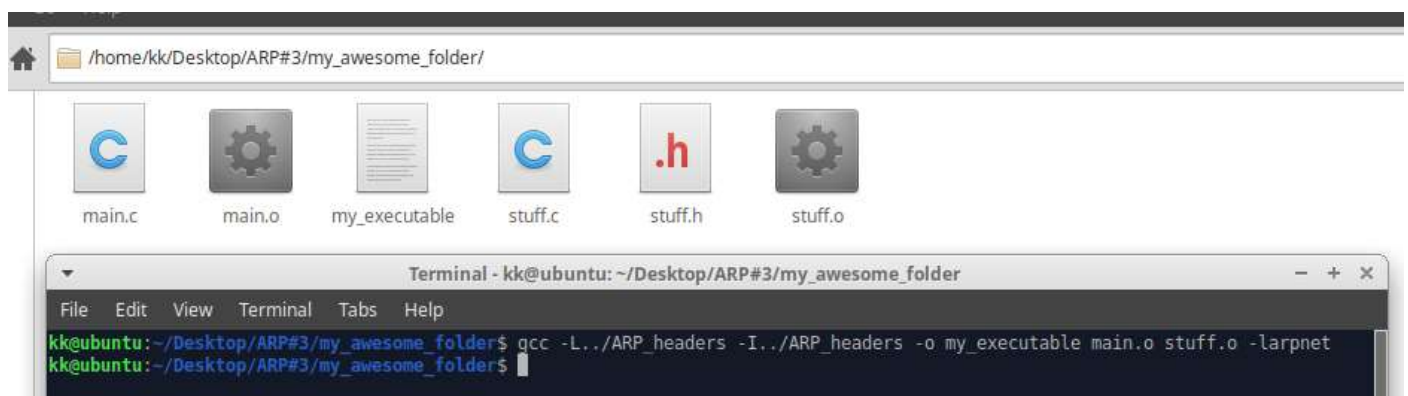 /home/kk/Desktop/ARP#3/my_awesome_folder/
C
C
.h
main.c main.o my_executable stuff.c stuff.h stuff.o
Terminal - kk@ubuntu: ~/Desktop/ARP#3/my_awesome_folder
File Edit View Terminal Tabs Help
kk@ubuntu:~/Desktop/ARP#3/my_awesome_folder$ gcc -L../ARP_headers -I../ARP_headers -o my_executable main.o stuff.o -larpnet
kk@ubuntu:~/Desktop/ARP#3/my_awesome_folder$